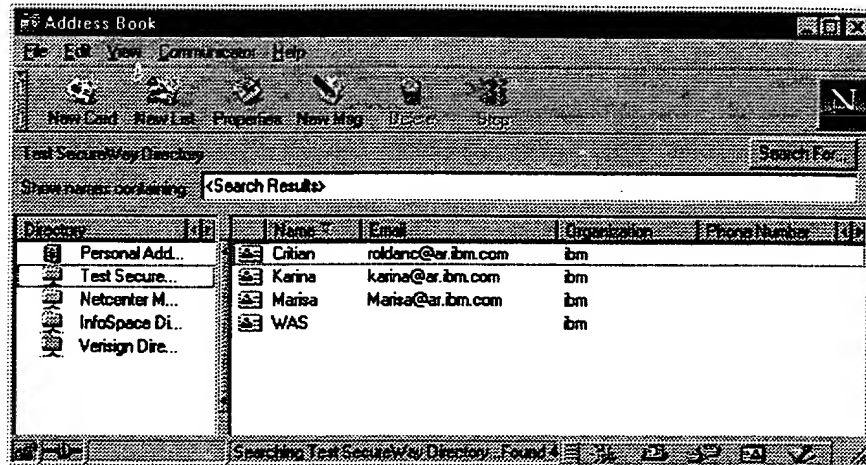 Address Book
File Edit View Communicator Help
New Card New List Properties New Msg Delete Stop
N
Test SecureWay Directory
Search For...
Show names containing: <Search Results>
Directory
Name Email Organization Phone Number
Personal Add...
Test Secure...
Netcenter M...
InfoSpace Di...
Verisign Dire...
Critian roldanc@ar.ibm.com ibm
Karina karina@ar.ibm.com ibm
Marisa Marisa@ar.ibm.com ibm
WAS ibm
Searching Test SecureWay Directory...Found 4